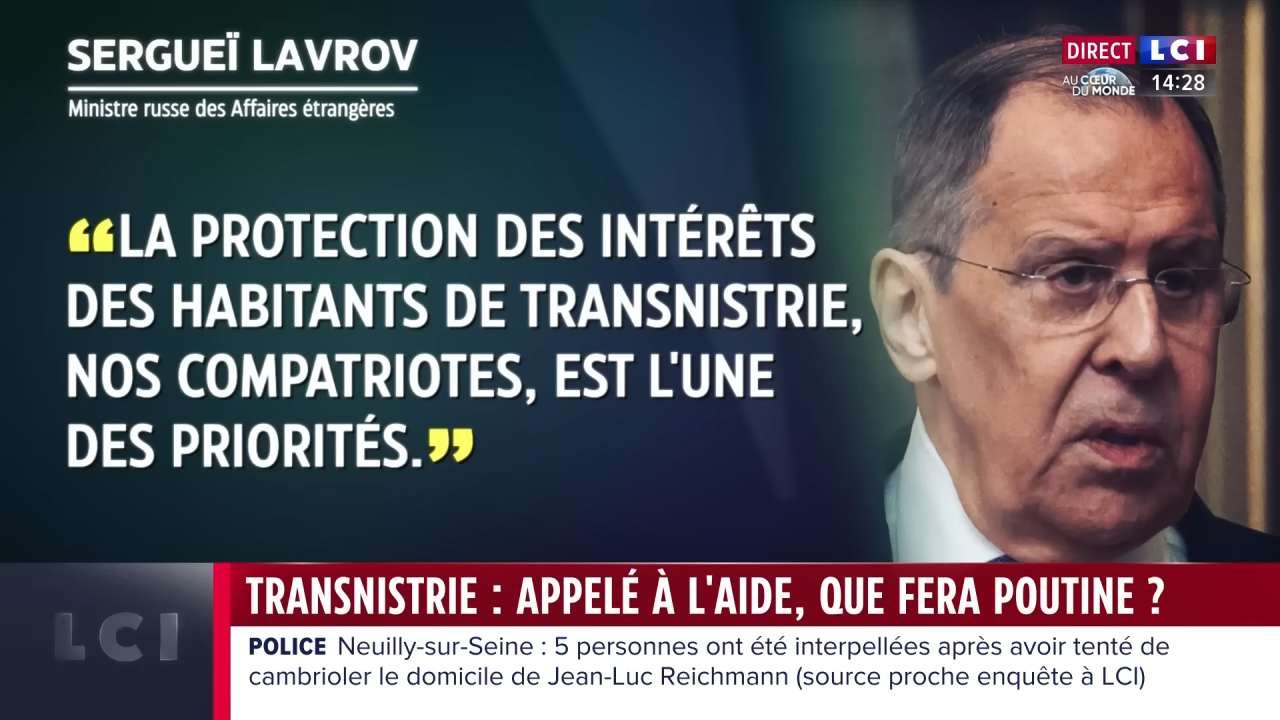 SERGUEÏ LAVROV
Ministre russe des Affaires étrangères
DIRECT LCI
AU CŒUR
DU MONDE
14:28
“LA PROTECTION DES INTÉRÊTS
DES HABITANTS DE TRANSNISTRIE,
NOS COMPATRIOTES, EST L'UNE
DES PRIORITÉS.”
LCI
TRANSNISTRIE : APPELÉ À L'AIDE, QUE FERA POUTINE ?
POLICE Neuilly-sur-Seine : 5 personnes ont été interpellées après avoir tenté de
cambrioler le domicile de Jean-Luc Reichmann (source proche enquête à LCI)